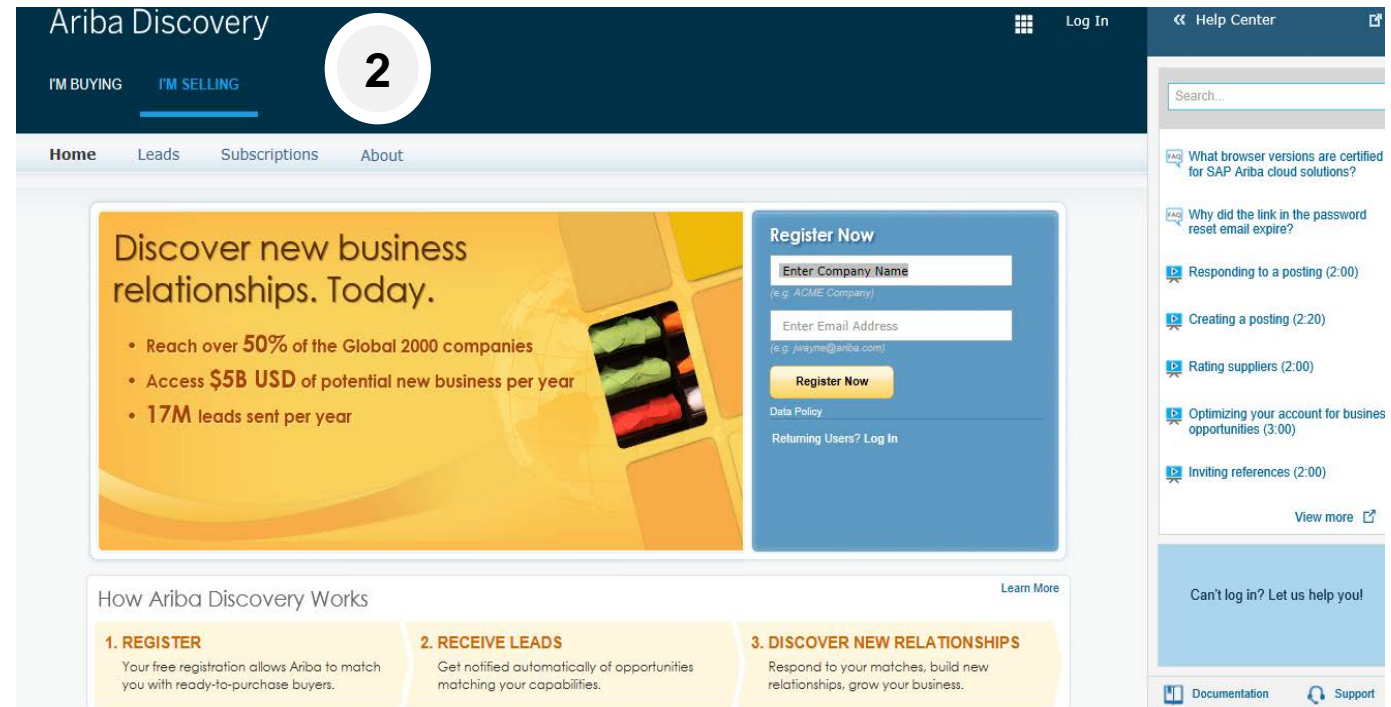 Ariba Discovery
Log In
I'M BUYING
I'M SELLING
2
Home
Leads
Subscriptions
About
Discover new business
relationships. Today.
• Reach over 50% of the Global 2000 companies
• Access $5B USD of potential new business per year
• 17M leads sent per year
Register Now
Enter Company Name
(e.g. ACME Company)
Enter Email Address
(e.g. jwayne@ariba.com)
Register Now
Data Policy
Returning Users? Log In
How Ariba Discovery Works
Learn More
1. REGISTER
Your free registration allows Ariba to match
you with ready-to-purchase buyers.
2. RECEIVE LEADS
Get notified automatically of opportunities
matching your capabilities.
3. DISCOVER NEW RELATIONSHIPS
Respond to your matches, build new
relationships, grow your business.
« Help Center
Search...
FAQ What browser versions are certified
for SAP Ariba cloud solutions?
FAQ Why did the link in the password
reset email expire?
Responding to a posting (2:00)
Creating a posting (2:20)
Rating suppliers (2:00)
Optimizing your account for busines
opportunities (3:00)
Inviting references (2:00)
View more
Can't log in? Let us help you!
Documentation
Support